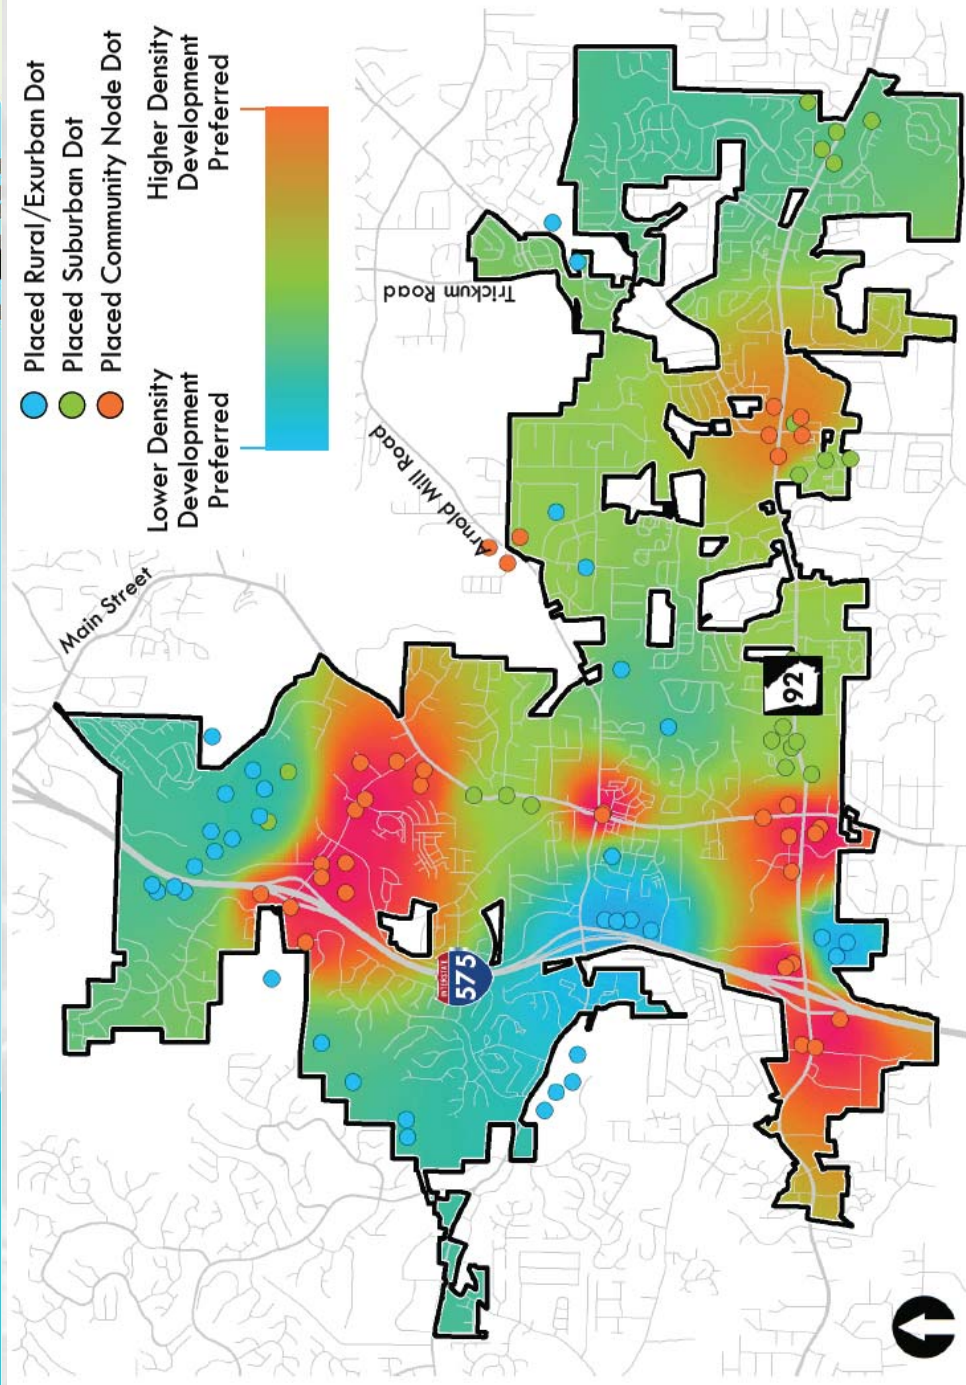 Placed Rural/Exurban Dot
Placed Suburban Dot
Placed Community Node Dot
Lower Density
Development
Preferred
Higher Density
Development
Preferred
Main Street
Arnold Mill Road
Trickum Road
INTERSTATE
575
92